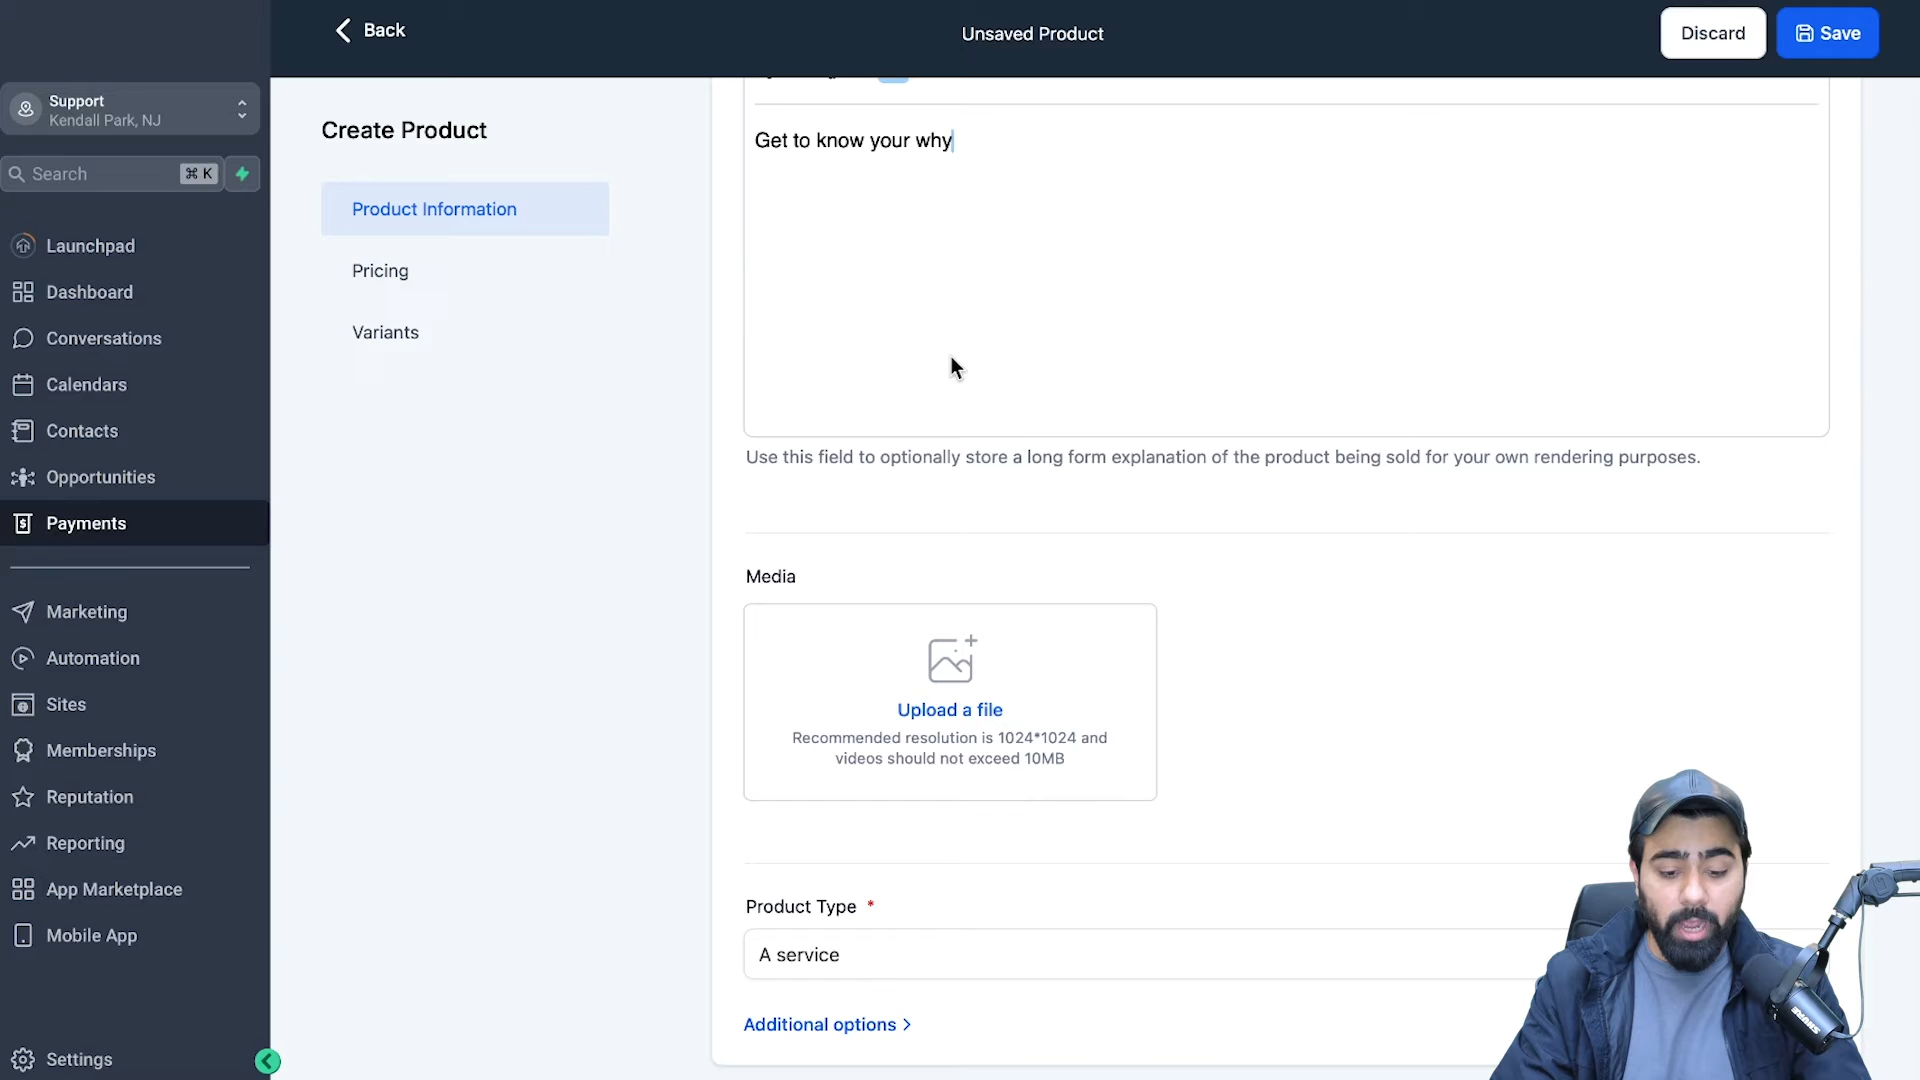 Back
Unsaved Product
Discard
Save
Support
Kendall Park, NJ
Search
⌘ K
Launchpad
Dashboard
Conversations
Calendars
Contacts
Opportunities
Payments
Marketing
Automation
Sites
Memberships
Reputation
Reporting
App Marketplace
Mobile App
Settings
Create Product
Product Information
Pricing
Variants
Get to know your why
Use this field to optionally store a long form explanation of the product being sold for your own rendering purposes.
Media
Upload a file
Recommended resolution is 1024*1024 and
videos should not exceed 10MB
Product Type *
A service
Additional options >
SHURE